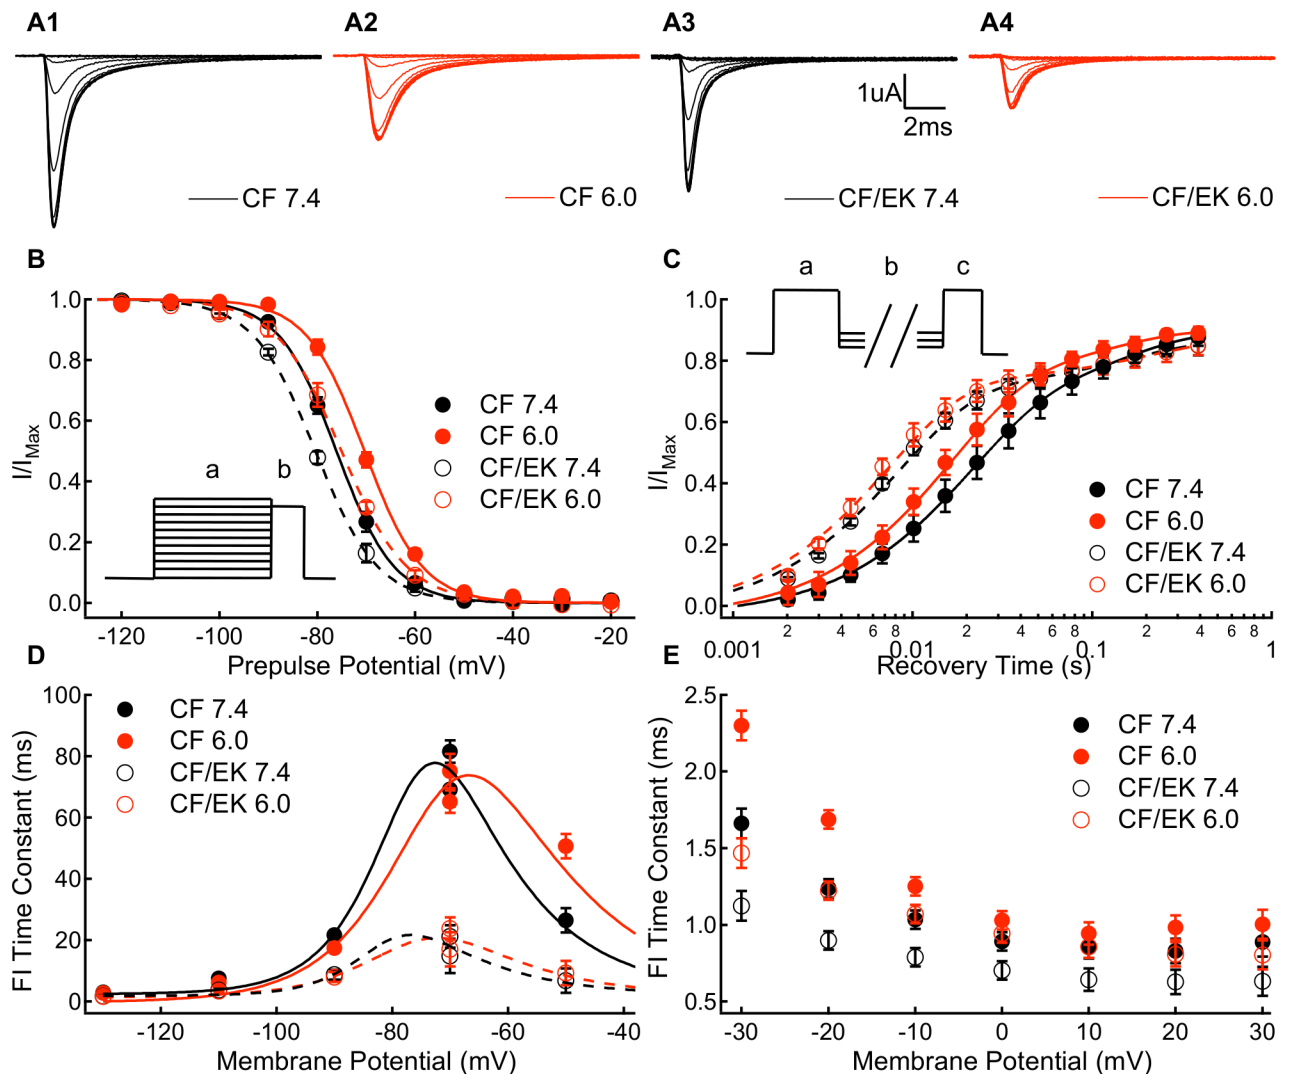 A1 A2 A3 A4
1uA
2ms
CF 7.4 CF 6.0 CF/EK 7.4 CF/EK 6.0
B
1.0
0.8
0.6
0.4
0.2
0.0
I/IMax
a b
CF 7.4
CF 6.0
CF/EK 7.4
CF/EK 6.0
-120 -100 -80 -60 -40 -20
Prepulse Potential (mV)
C
a b c
1.0
0.8
0.6
0.4
0.2
0.0
I/IMax
CF 7.4
CF 6.0
CF/EK 7.4
CF/EK 6.0
2 4 6 8 2 4 6 8 2 4 6 8
0.001 0.01 0.1 1
Recovery Time (s)
D
100
80
60
40
20
0
FI Time Constant (ms)
CF 7.4
CF 6.0
CF/EK 7.4
CF/EK 6.0
-120 -100 -80 -60 -40
Membrane Potential (mV)
E
2.5
2.0
1.5
1.0
0.5
FI Time Constant (ms)
CF 7.4
CF 6.0
CF/EK 7.4
CF/EK 6.0
-30 -20 -10 0 10 20 30
Membrane Potential (mV)